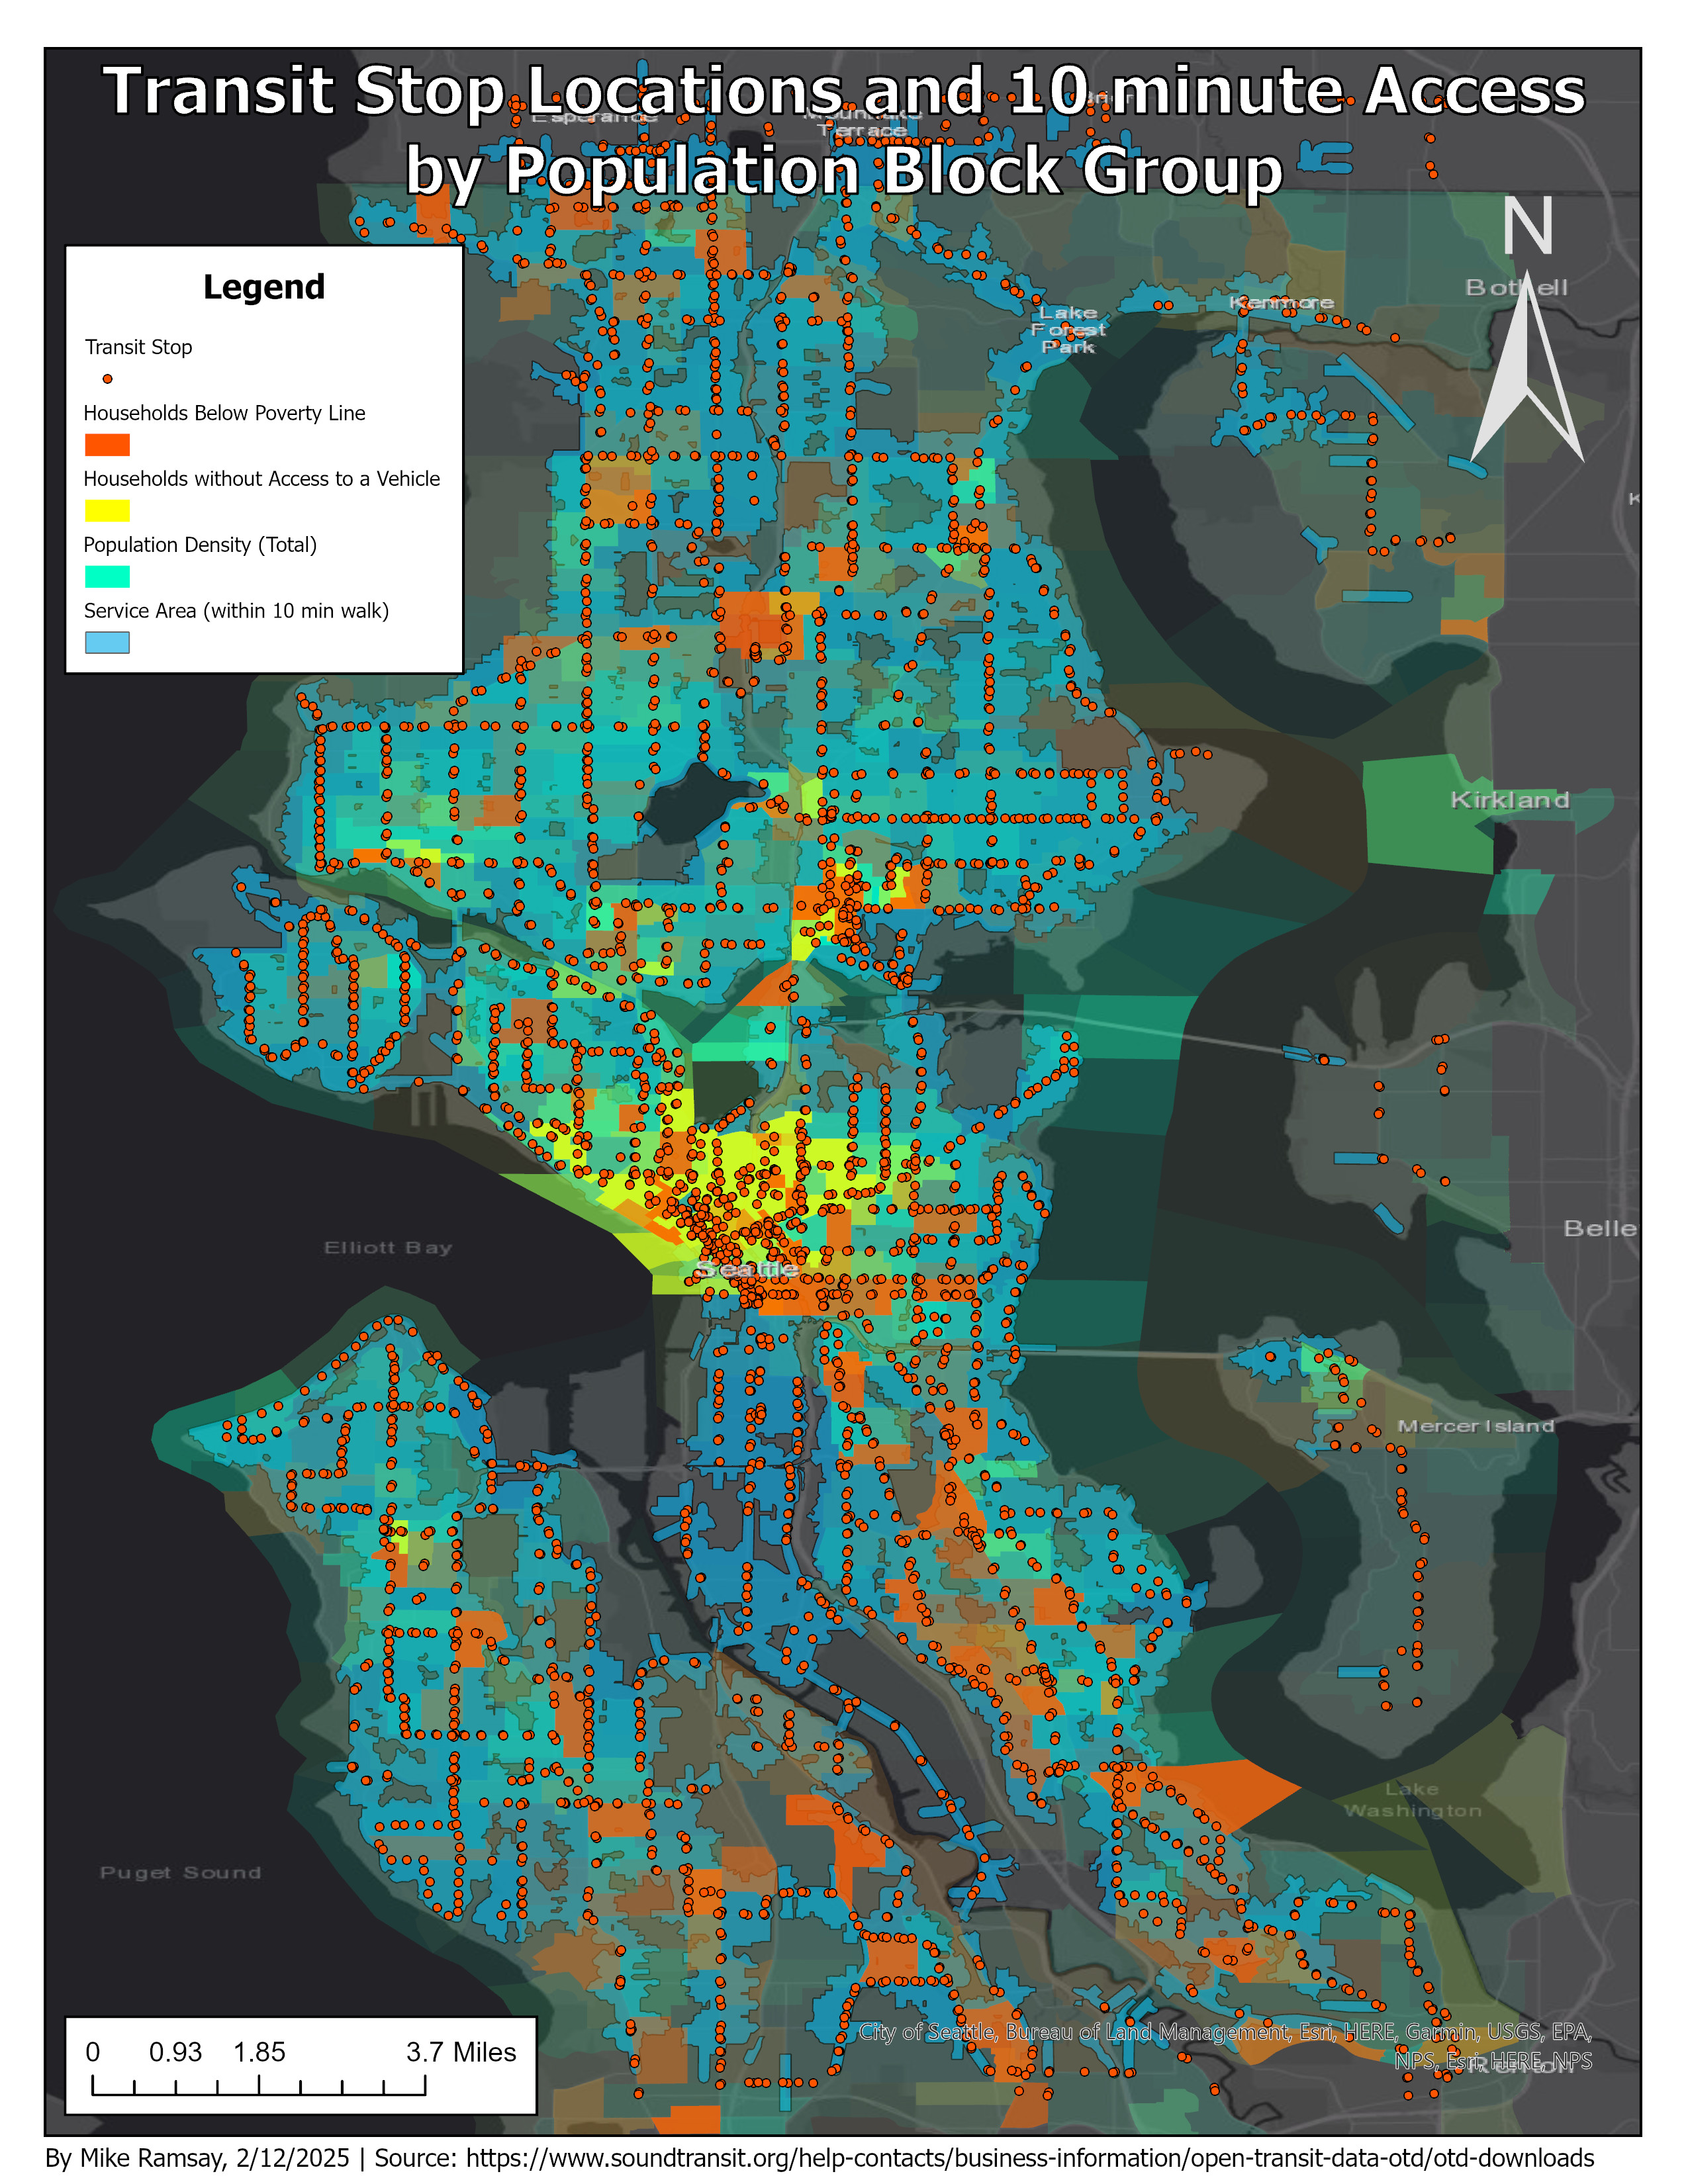 Transit Stop Locations and 10 minute Access
by Population Block Group
Esperance
Mountlake
Terrace
Brier
N
Legend
Transit Stop
Households Below Poverty Line
Households without Access to a Vehicle
Population Density (Total)
Service Area (within 10 min walk)
Bothell
Kenmore
Lake
Forest
Park
K
Kirkland
Elliott Bay
Belle
Seattle
Mercer Island
Lake
Washington
Puget Sound
City of Seattle, Bureau of Land Management, Esri, HERE, Garmin, USGS, EPA,
NPS, Esri, HERE, NPS
Renton
0 0.93 1.85 3.7 Miles
By Mike Ramsay, 2/12/2025 | Source: https://www.soundtransit.org/help-contacts/business-information/open-transit-data-otd/otd-downloads